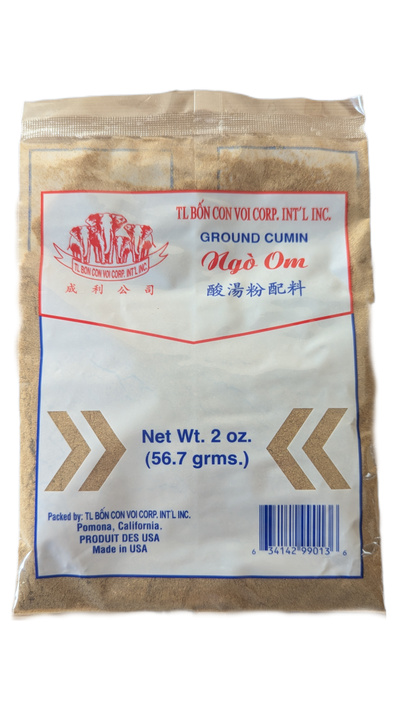 TL BỐN CON VOI CORP. INT'L INC.
成利公司
TL BỐN CON VOI CORP. INT'L INC.
GROUND CUMIN
Ngò Om
酸湯粉配料
Net Wt. 2 oz.
(56.7 grms.)
Packed by: TL BỐN CON VOI CORP. INT'L INC.
Pomona, California.
PRODUIT DES USA
Made in USA
6 34142 99013 6